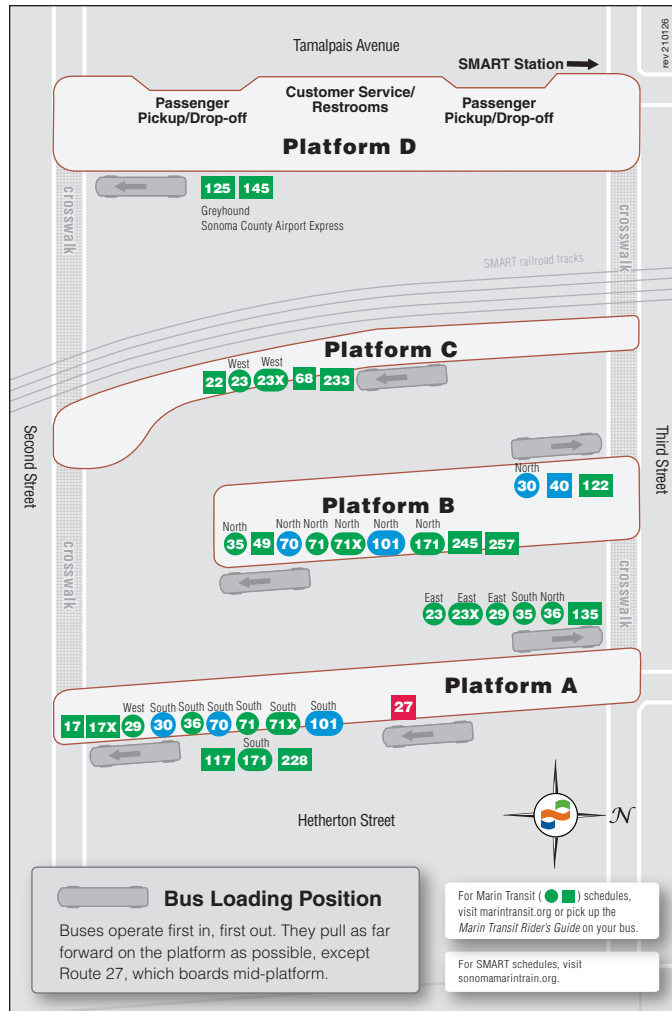 rev 210126
Tamalpais Avenue
SMART Station
Passenger
Pickup/Drop-off
Customer Service/
Restrooms
Passenger
Pickup/Drop-off
Platform D
crosswalk
crosswalk
125 145
Greyhound
Sonoma County Airport Express
SMART railroad tracks
Platform C
West West
22 23 23X 68 233
Second Street
Third Street
North
30 40 122
Platform B
North North North North North North
35 49 70 71 71X 101 171 245 257
crosswalk
crosswalk
East East East South North
23 23X 29 35 36 135
Platform A
27
West South South South South South South
17 17X 29 30 36 70 71 71X 101
South
117 171 228
Hetherton Street
N
Bus Loading Position
Buses operate first in, first out. They pull as far
forward on the platform as possible, except
Route 27, which boards mid-platform.
For Marin Transit ( ) schedules,
visit marintransit.org or pick up the
Marin Transit Rider's Guide on your bus.
For SMART schedules, visit
sonomamarintrain.org.